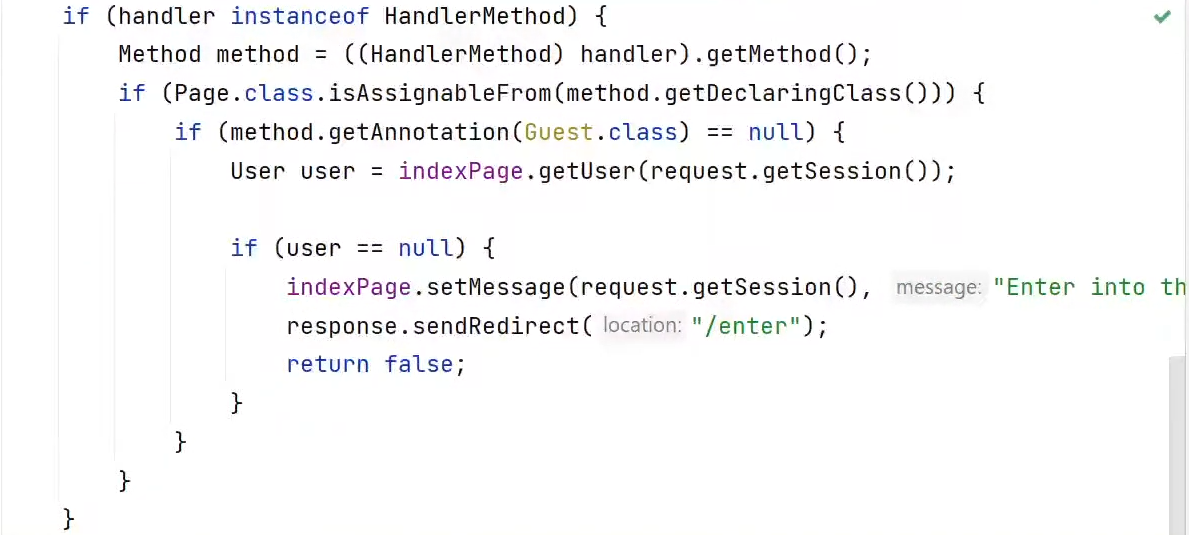 if (handler instanceof HandlerMethod) {
Method method = ((HandlerMethod) handler).getMethod();
if (Page.class.isAssignableFrom(method.getDeclaringClass())) {
if (method.getAnnotation(Guest.class) == null) {
User user = indexPage.getUser(request.getSession());
if (user == null) {
indexPage.setMessage(request.getSession(), message: "Enter into th
response.sendRedirect( location: "/enter");
return false;
}
}
}
}